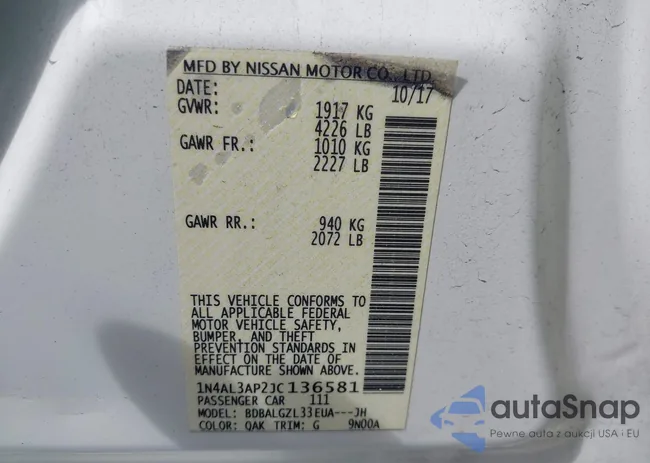 MFD BY NISSAN MOTOR CO., LTD.
DATE: 10/17
GVWR: 1917 KG
4226 LB
GAWR FR.: 1010 KG
2227 LB
GAWR RR.: 940 KG
2072 LB
THIS VEHICLE CONFORMS TO
ALL APPLICABLE FEDERAL
MOTOR VEHICLE SAFETY,
BUMPER, AND THEFT
PREVENTION STANDARDS IN
EFFECT ON THE DATE OF
MANUFACTURE SHOWN ABOVE.
1N4AL3AP2JC136581
PASSENGER CAR 111
MODEL: BDBALGZL33EUA---JH
COLOR: QAK TRIM: G 9N00A
autoSnap
Pewne auta z aukcji USA i EU